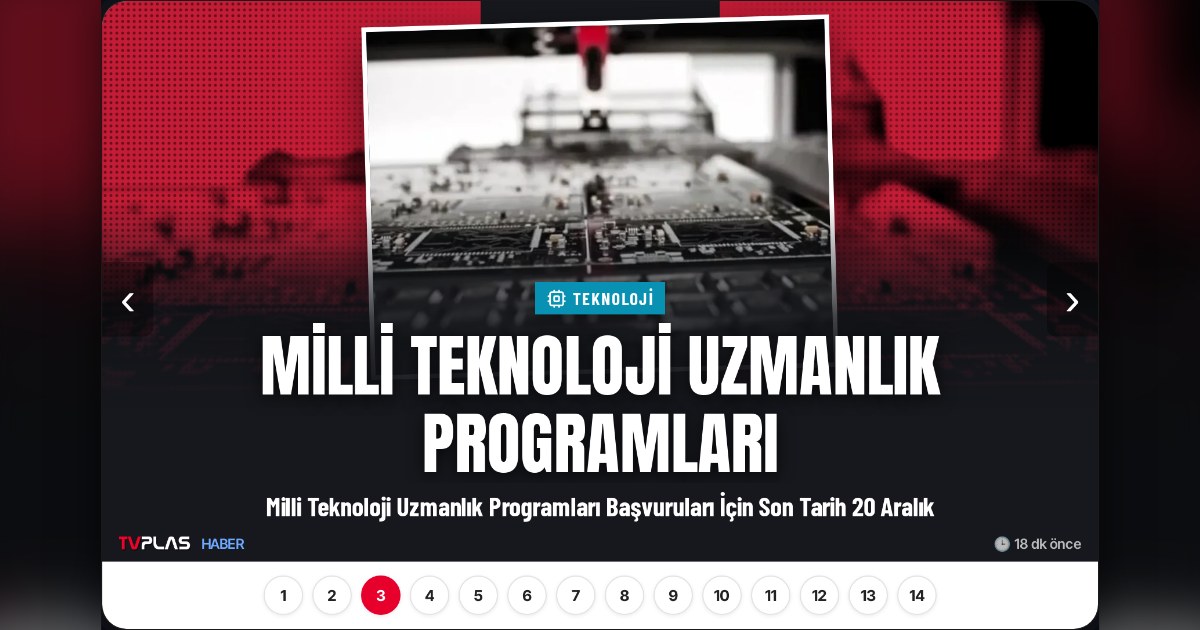 TEKNOLOJİ
MİLLİ TEKNOLOJİ UZMANLIK
PROGRAMLARI
Milli Teknoloji Uzmanlık Programları Başvuruları İçin Son Tarih 20 Aralık
TVPLAS HABER
18 dk önce
1 2 3 4 5 6 7 8 9 10 11 12 13 14